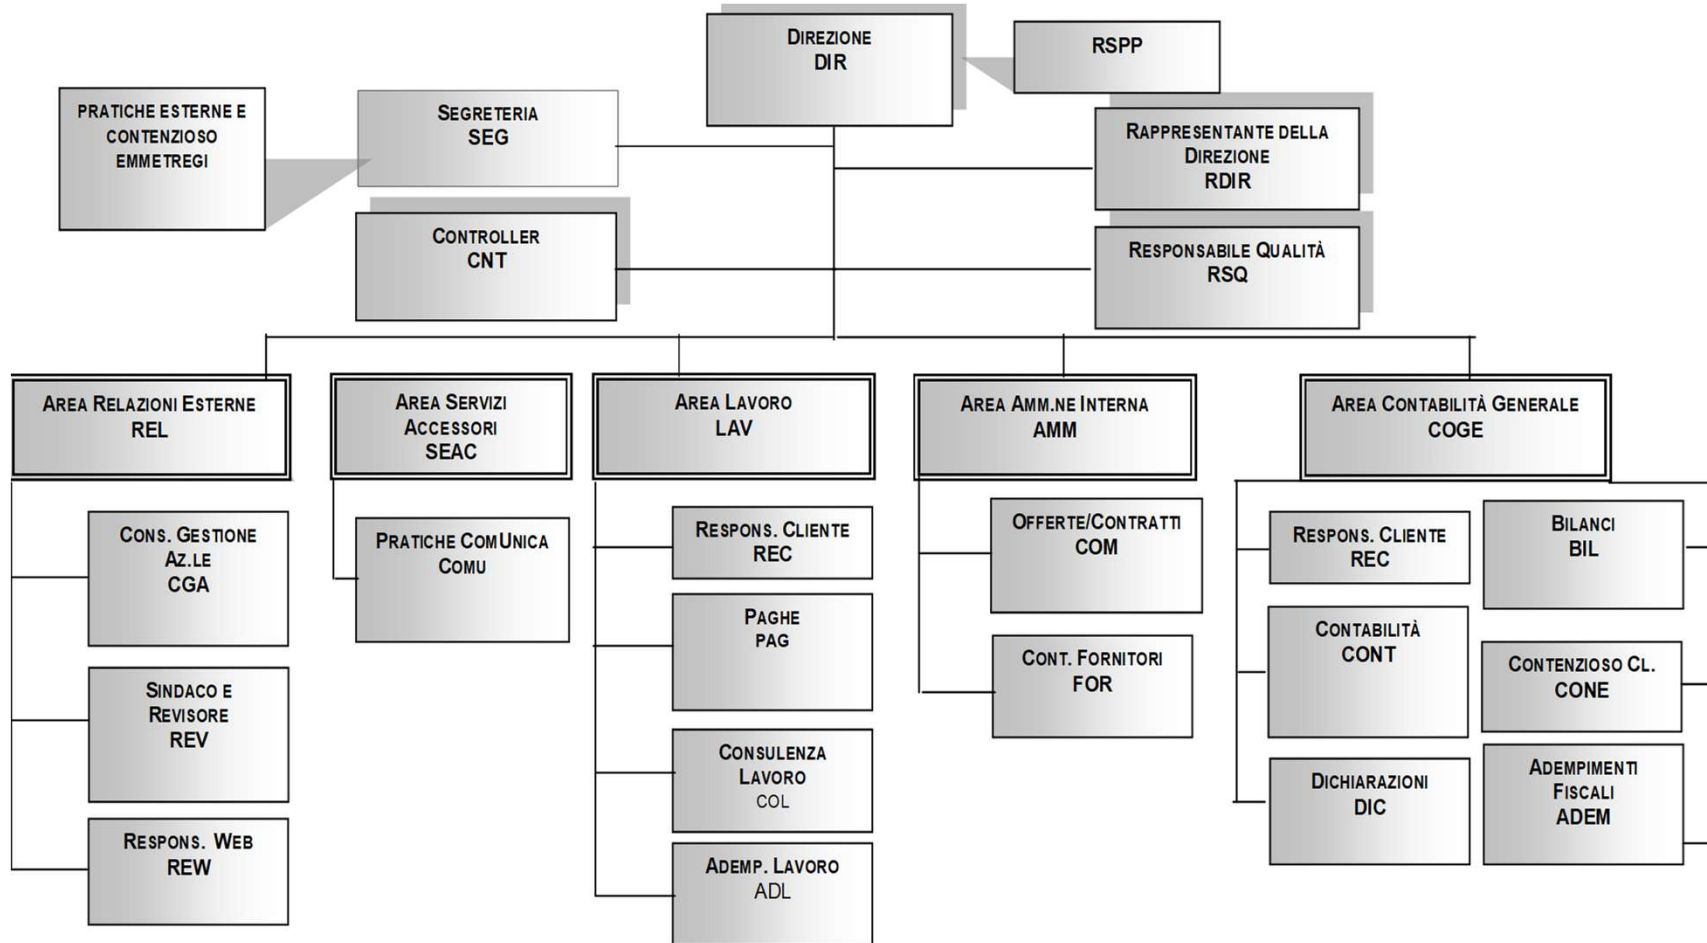 DIREZIONE
DIR
RSPP
PRATICHE ESTERNE E
CONTENZIOSO
EMMETREGI
SEGRETERIA
SEG
RAPPRESENTANTE DELLA
DIREZIONE
RDIR
CONTROLLER
CNT
RESPONSABILE QUALITÀ
RSQ
AREA RELAZIONI ESTERNE
REL
AREA SERVIZI
ACCESSORI
SEAC
AREA LAVORO
LAV
AREA AMM.NE INTERNA
AMM
AREA CONTABILITÀ GENERALE
COGE
CONS. GESTIONE
AZ.LE
CGA
SINDACO E
REVISORE
REV
RESPONS. WEB
REW
PRATICHE COMUNICA
COMU
RESPONS. CLIENTE
REC
PAGHE
PAG
CONSULENZA
LAVORO
COL
ADEMP. LAVORO
ADL
OFFERTE/CONTRATTI
COM
CONT. FORNITORI
FOR
RESPONS. CLIENTE
REC
CONTABILITÀ
CONT
DICHIARAZIONI
DIC
BILANCI
BIL
CONTENZIOSO CL.
CONE
ADEMPIMENTI
FISCALI
ADEM